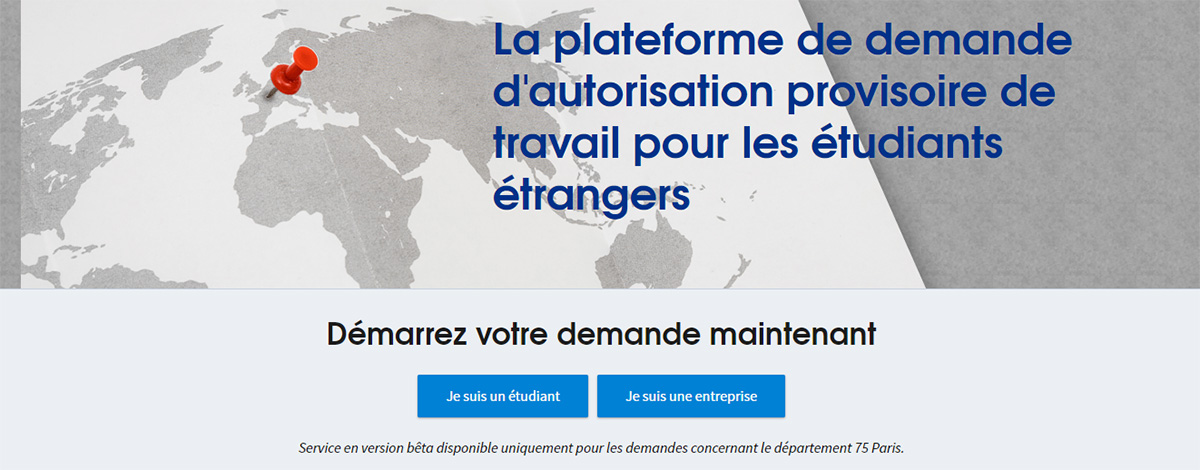 La plateforme de demande
d'autorisation provisoire de
travail pour les étudiants
étrangers
Démarrez votre demande maintenant
Je suis un étudiant
Je suis une entreprise
Service en version bêta disponible uniquement pour les demandes concernant le département 75 Paris.